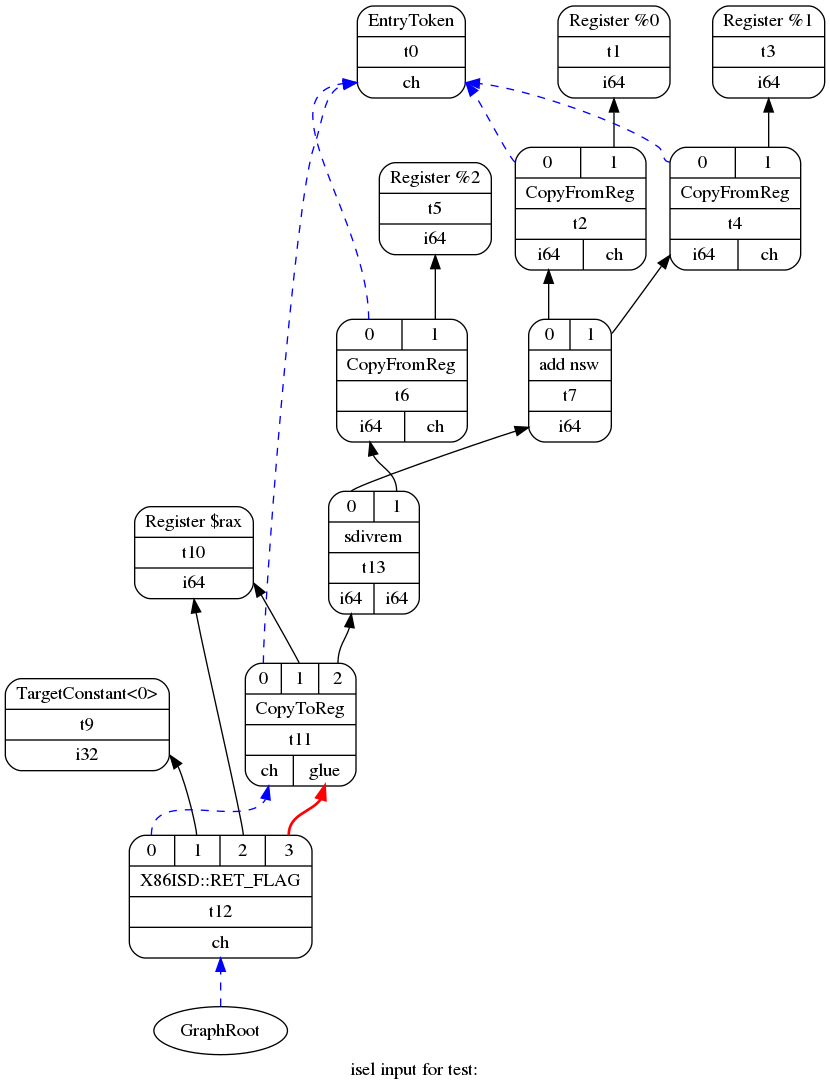 EntryToken
t0
ch
Register %0
t1
i64
Register %1
t3
i64
0 1
CopyFromReg
t2
i64 ch
0 1
CopyFromReg
t4
i64 ch
Register %2
t5
i64
0 1
CopyFromReg
t6
i64 ch
0 1
add nsw
t7
i64
0 1
sdivrem
t13
i64 i64
Register $rax
t10
i64
0 1 2
CopyToReg
t11
ch glue
TargetConstant<0>
t9
i32
0 1 2 3
X86ISD::RET_FLAG
t12
ch
GraphRoot
isel input for test: